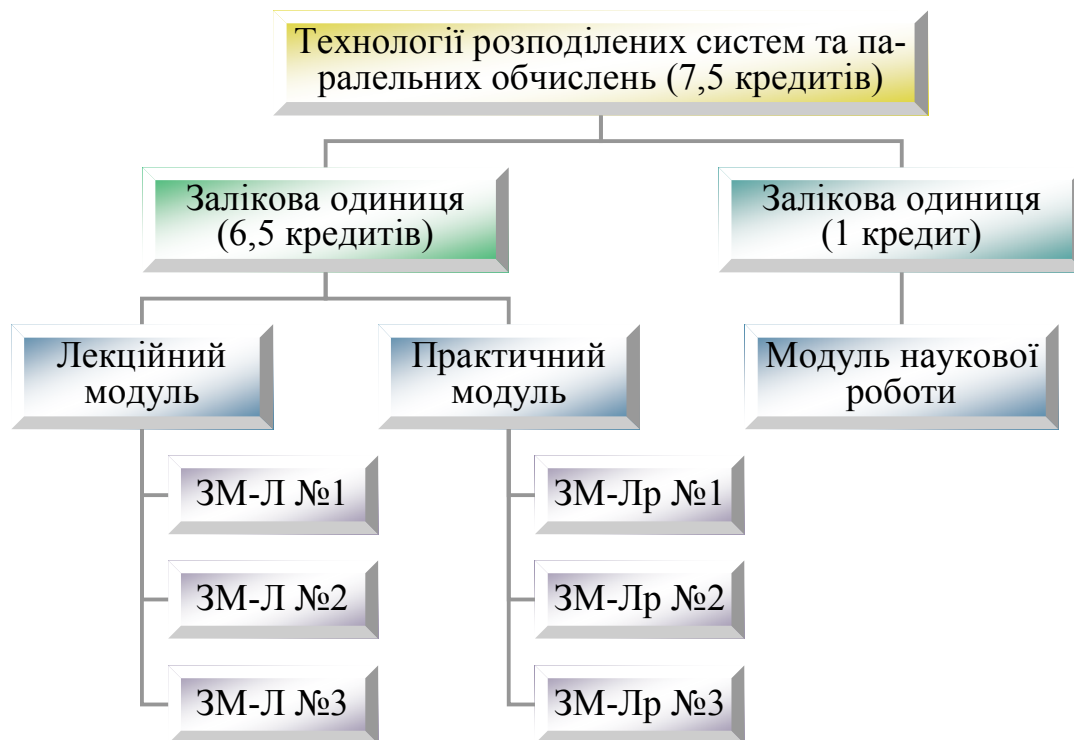 Технології розподілених систем та па-
ралельних обчислень (7,5 кредитів)
Залікова одиниця
(6,5 кредитів)
Залікова одиниця
(1 кредит)
Лекційний
модуль
Практичний
модуль
Модуль наукової
роботи
ЗМ-Л №1
ЗМ-Лр №1
ЗМ-Л №2
ЗМ-Лр №2
ЗМ-Л №3
ЗМ-Лр №3